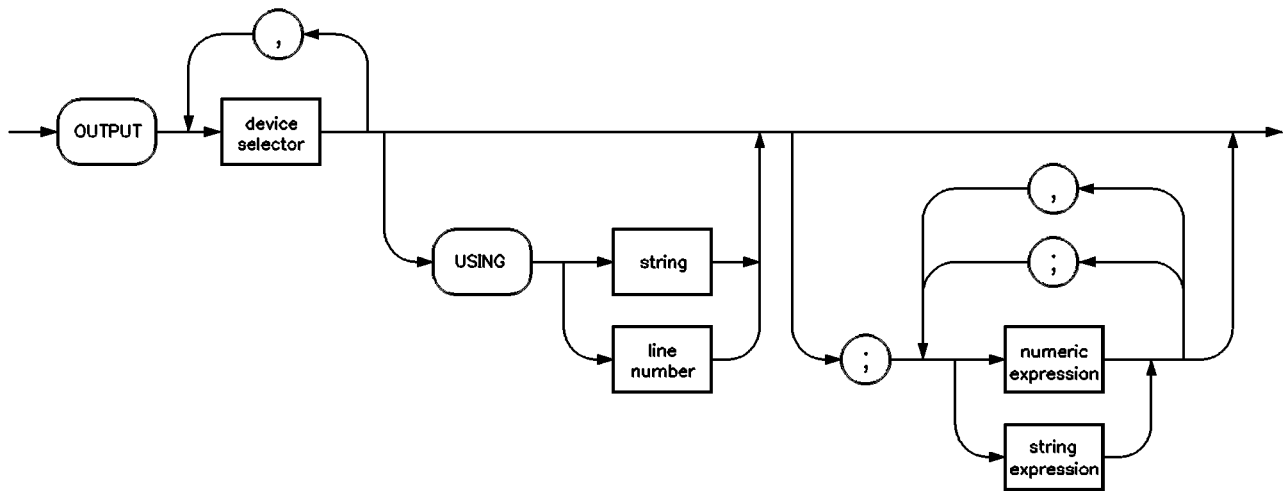 ,
OUTPUT
device
selector
,
USING
string
;
line
number
;
numeric
expression
string
expression